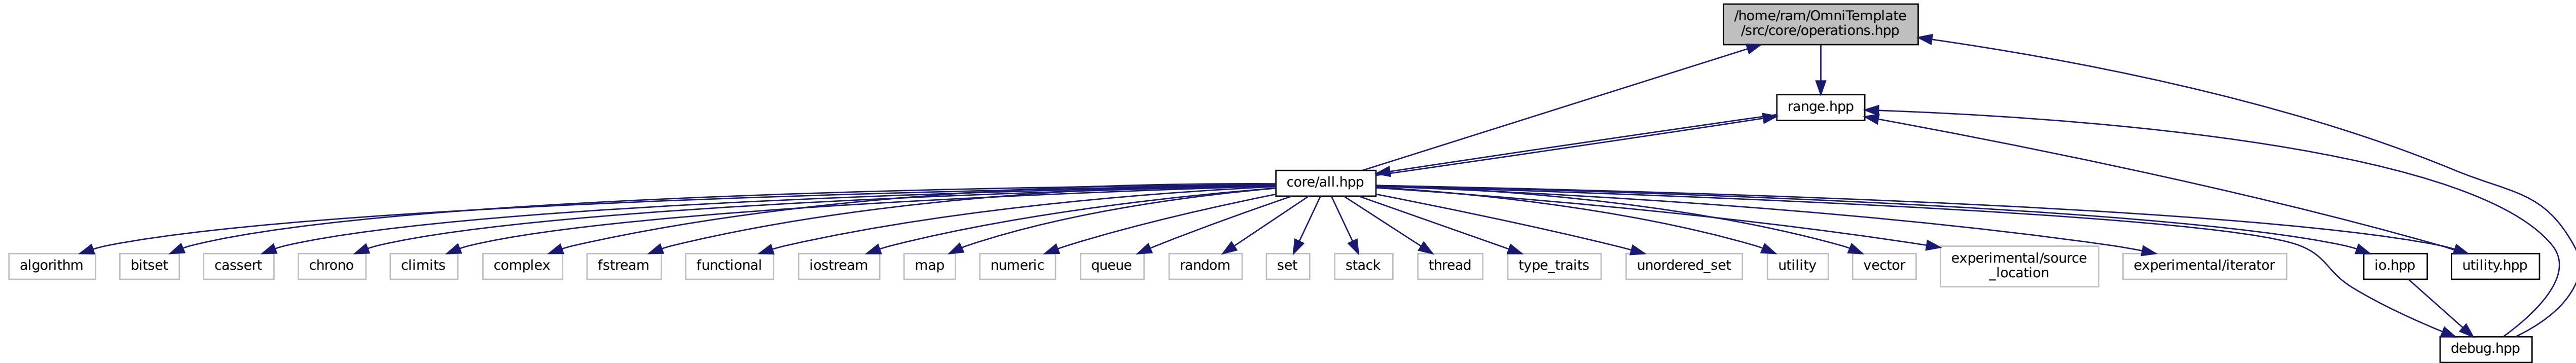 /home/ram/OmniTemplate
/src/core/operations.hpp
range.hpp
core/all.hpp
algorithm
bitset
cassert
chrono
climits
complex
fstream
functional
iostream
map
numeric
queue
random
set
stack
thread
type_traits
unordered_set
utility
vector
experimental/source
_location
experimental/iterator
io.hpp
utility.hpp
debug.hpp